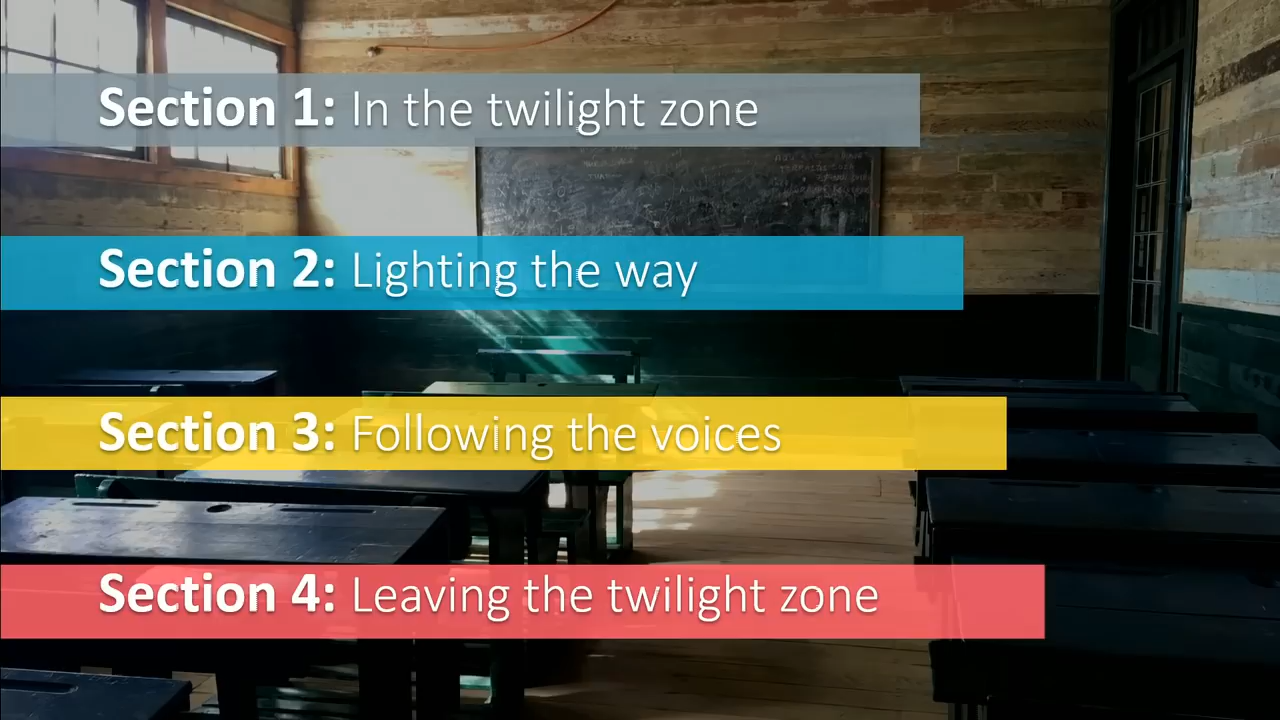 Section 1: In the twilight zone
Section 2: Lighting the way
Section 3: Following the voices
Section 4: Leaving the twilight zone